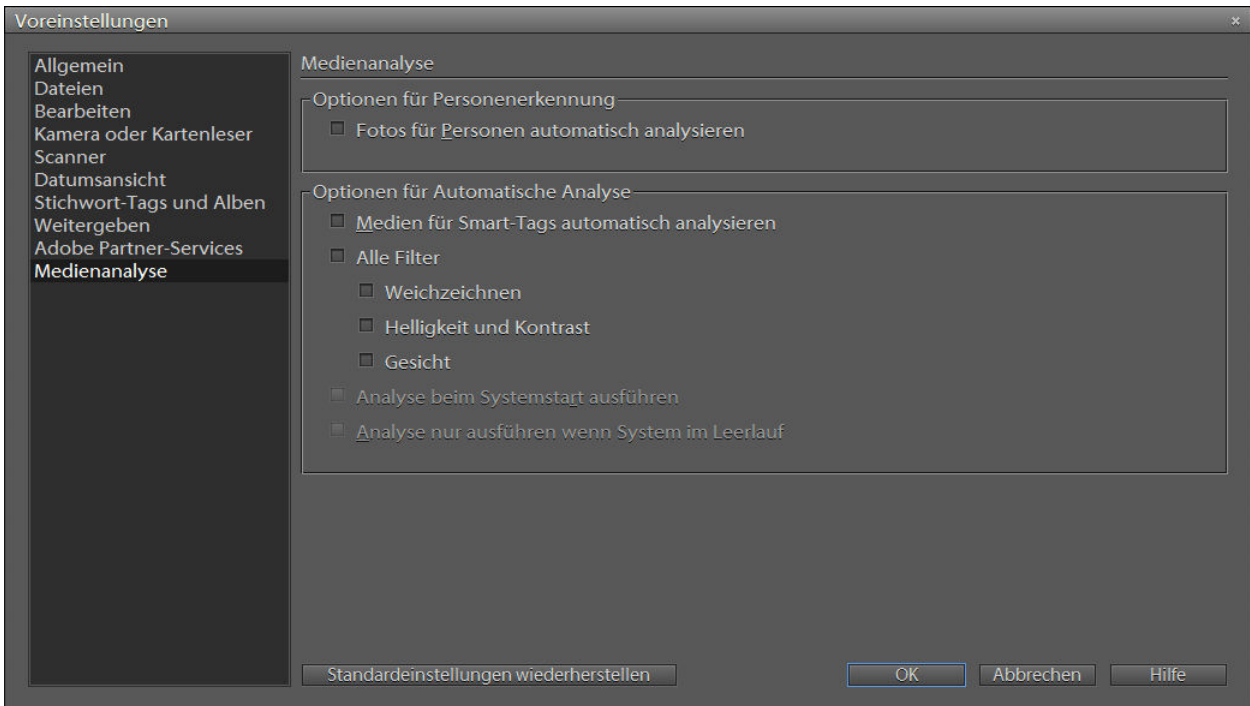 Voreinstellungen
Allgemein
Dateien
Bearbeiten
Kamera oder Kartenleser
Scanner
Datumsansicht
Stichwort-Tags und Alben
Weitergeben
Adobe Partner-Services
Medienanalyse
Medienanalyse
Optionen für Personenerkennung
Fotos für Personen automatisch analysieren
Optionen für Automatische Analyse
Medien für Smart-Tags automatisch analysieren
Alle Filter
Weichzeichnen
Helligkeit und Kontrast
Gesicht
Analyse beim Systemstart ausführen
Analyse nur ausführen wenn System im Leerlauf
Standardeinstellungen wiederherstellen
OK
Abbrechen
Hilfe